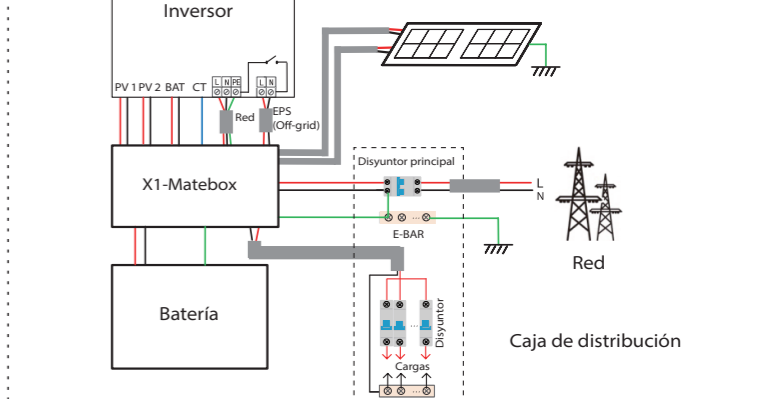 Inversor
PV 1 PV 2 BAT CT
L N PE
L N
Red
EPS
(Off-grid)
X1-Matebox
Disyuntor principal
L
N
E-BAR
Red
Batería
Disyuntor
Cargas
Caja de distribución